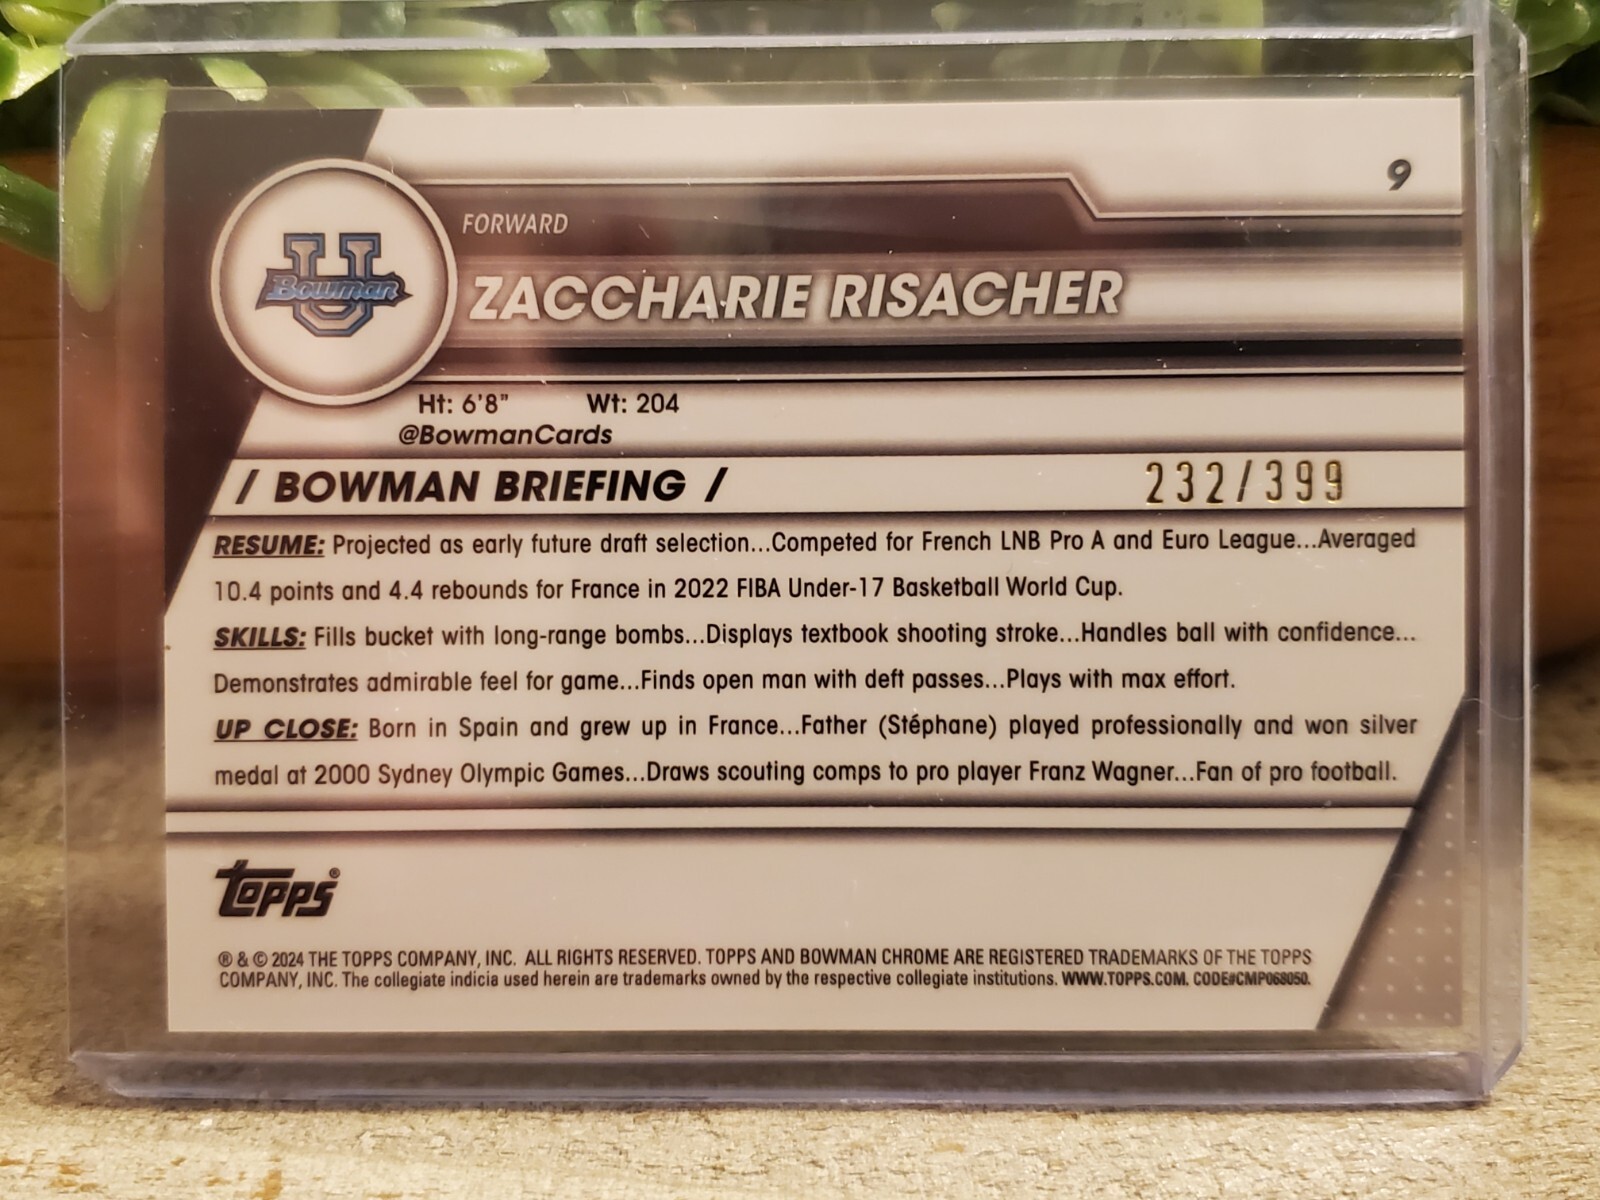 9
FORWARD
U
Bowman
ZACCHARIE RISACHER
Ht: 6'8" Wt: 204
@BowmanCards
/ BOWMAN BRIEFING / 232/399
RESUME: Projected as early future draft selection...Competed for French LNB Pro A and Euro League...Averaged
10.4 points and 4.4 rebounds for France in 2022 FIBA Under-17 Basketball World Cup.
SKILLS: Fills bucket with long-range bombs...Displays textbook shooting stroke...Handles ball with confidence...
Demonstrates admirable feel for game...Finds open man with deft passes...Plays with max effort.
UP CLOSE: Born in Spain and grew up in France...Father (Stéphane) played professionally and won silver
medal at 2000 Sydney Olympic Games...Draws scouting comps to pro player Franz Wagner...Fan of pro football.
Topps®
® & © 2024 THE TOPPS COMPANY, INC. ALL RIGHTS RESERVED. TOPPS AND BOWMAN CHROME ARE REGISTERED TRADEMARKS OF THE TOPPS
COMPANY, INC. The collegiate indicia used herein are trademarks owned by the respective collegiate institutions. WWW.TOPPS.COM. CODE#CMP068050.